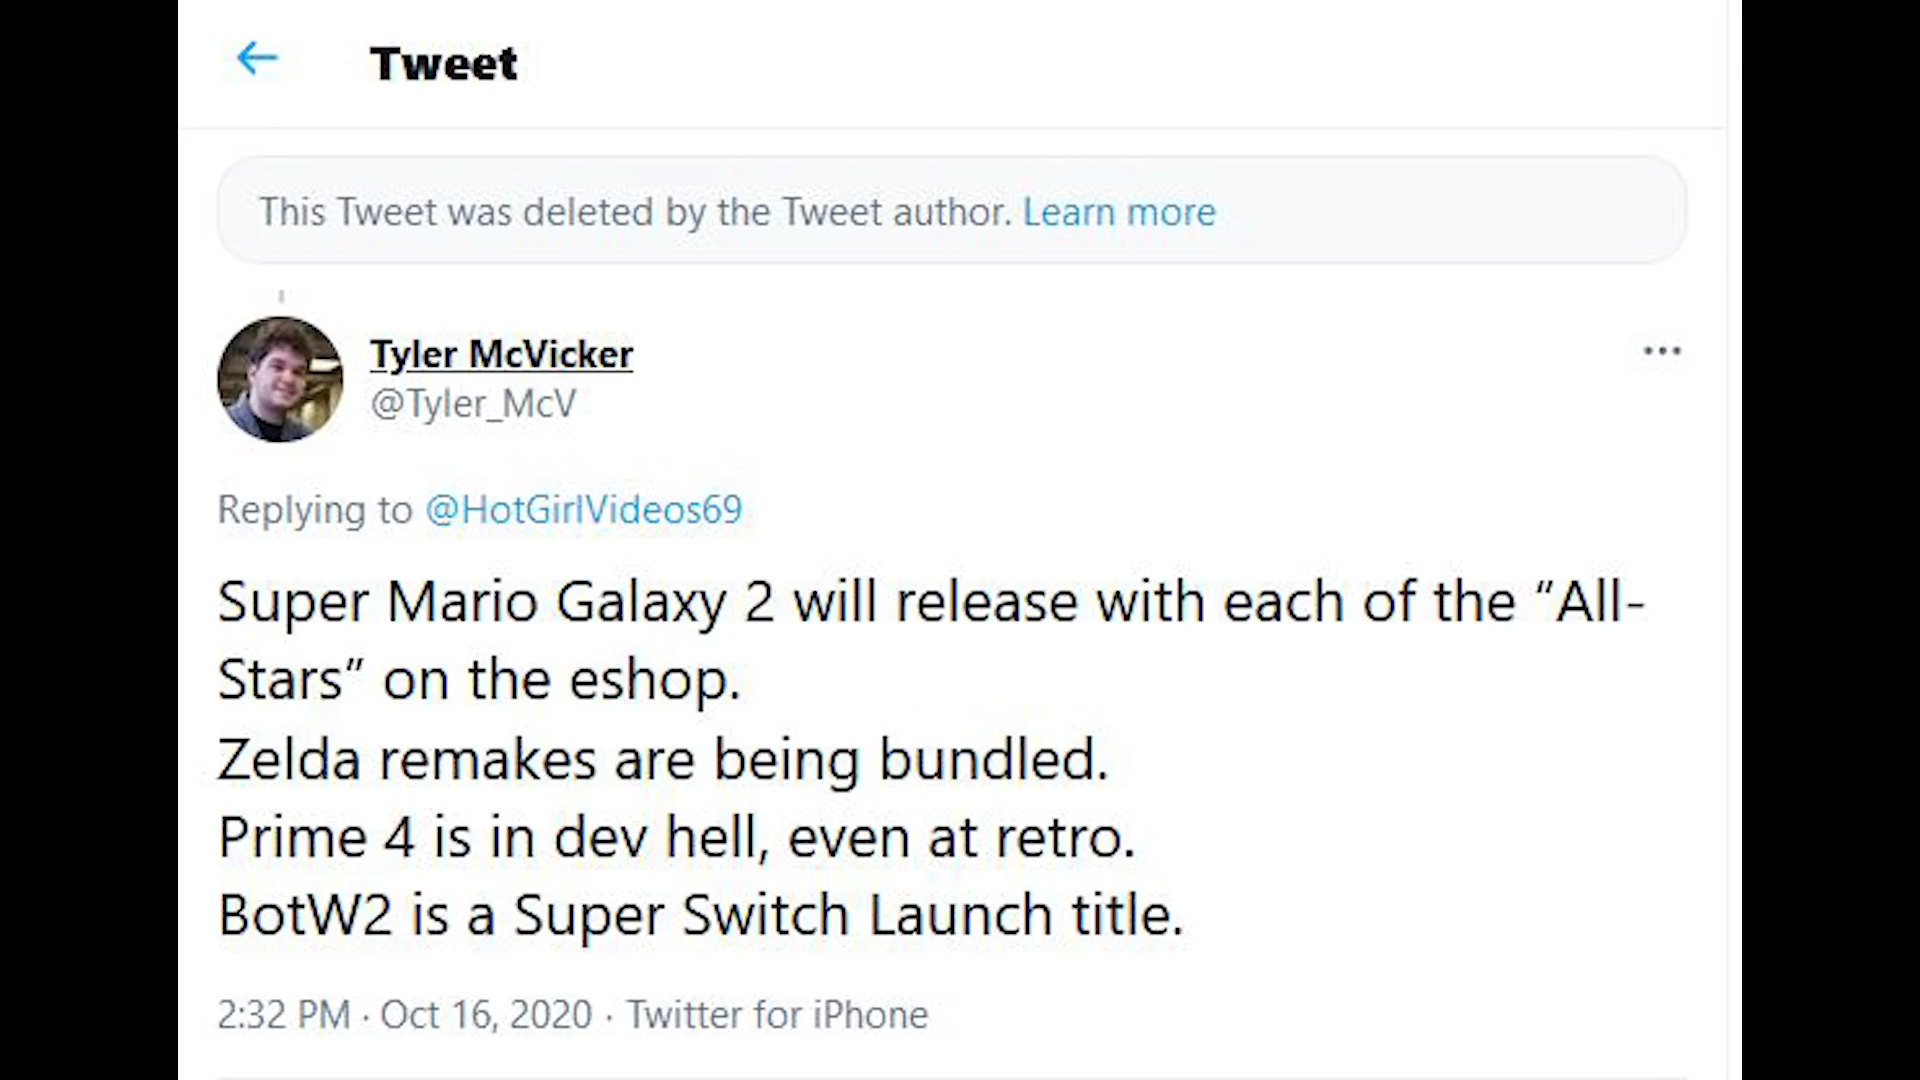 Tweet
This Tweet was deleted by the Tweet author. Learn more
Tyler McVicker
@Tyler_McV
Replying to @HotGirlVideos69
Super Mario Galaxy 2 will release with each of the “All-
Stars” on the eshop.
Zelda remakes are being bundled.
Prime 4 is in dev hell, even at retro.
BotW2 is a Super Switch Launch title.
2:32 PM · Oct 16, 2020 · Twitter for iPhone